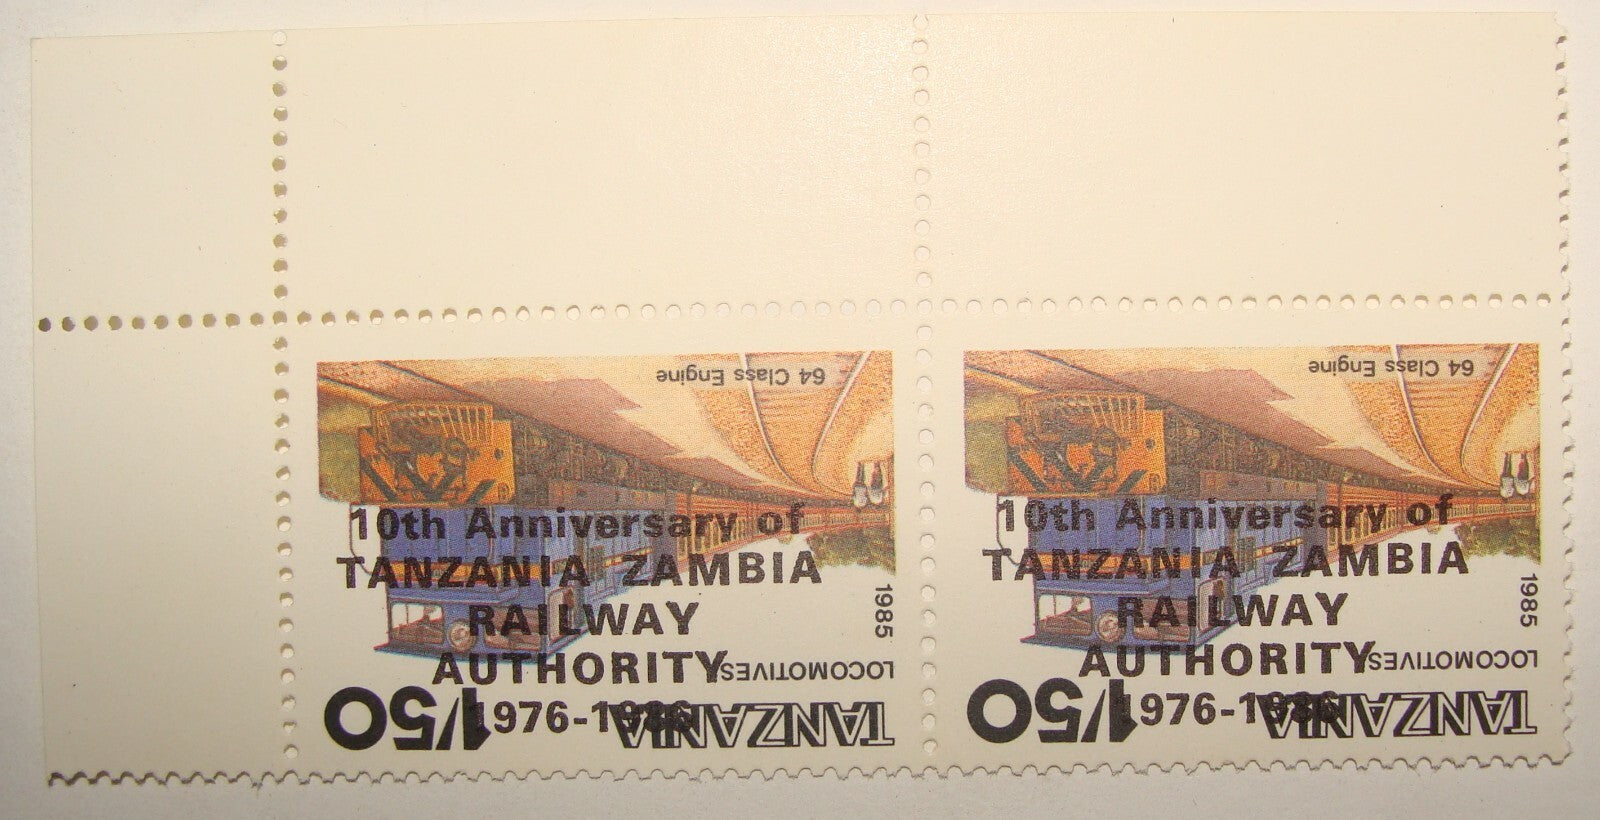 64 Class Engine
10th Anniversary of
TANZANIA ZAMBIA
RAILWAY
AUTHORITY
1976-1986
1985
LOCOMOTIVES
TANZANIA
1/50
64 Class Engine
10th Anniversary of
TANZANIA ZAMBIA
RAILWAY
AUTHORITY
1976-1986
1985
LOCOMOTIVES
TANZANIA
1/50